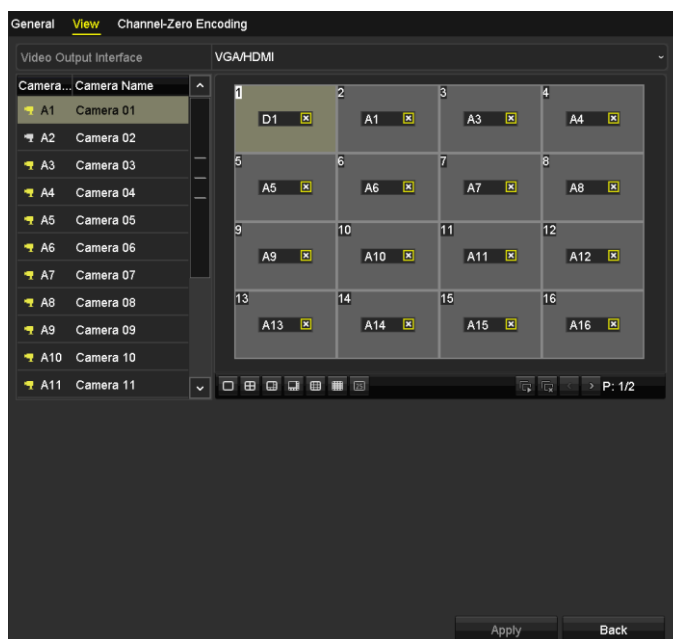 General View Channel-Zero Encoding
Video Output Interface VGA/HDMI
Camera... Camera Name
A1 Camera 01
A2 Camera 02
A3 Camera 03
A4 Camera 04
A5 Camera 05
A6 Camera 06
A7 Camera 07
A8 Camera 08
A9 Camera 09
A10 Camera 10
A11 Camera 11
1 2 3 4
D1 A1 A3 A4
5 6 7 8
A5 A6 A7 A8
9 10 11 12
A9 A10 A11 A12
13 14 15 16
A13 A14 A15 A16
25 P: 1/2
Apply Back